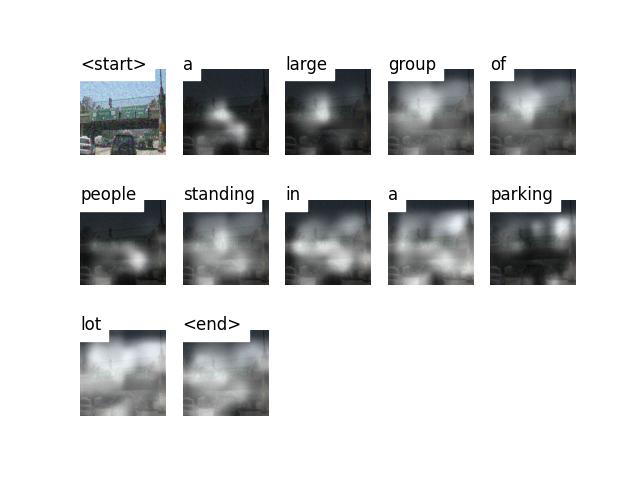 <start> a large group of
people standing in a parking
lot <end>